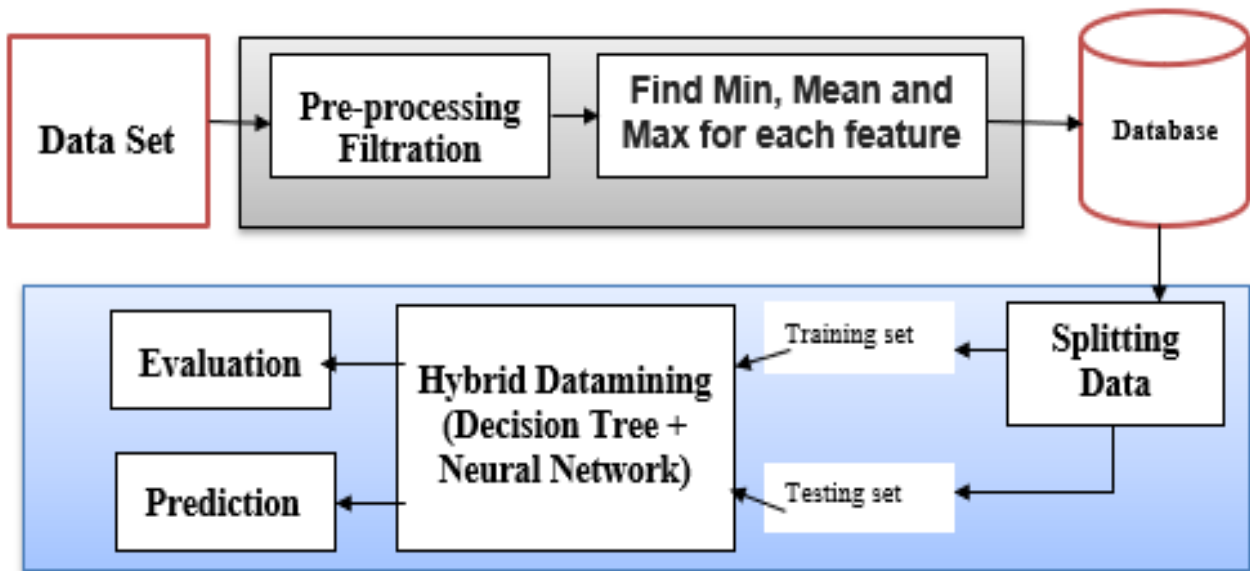 Data Set
Pre-processing
Filtration
Find Min, Mean and
Max for each feature
Database
Splitting
Data
Training set
Testing set
Hybrid Datamining
(Decision Tree +
Neural Network)
Evaluation
Prediction